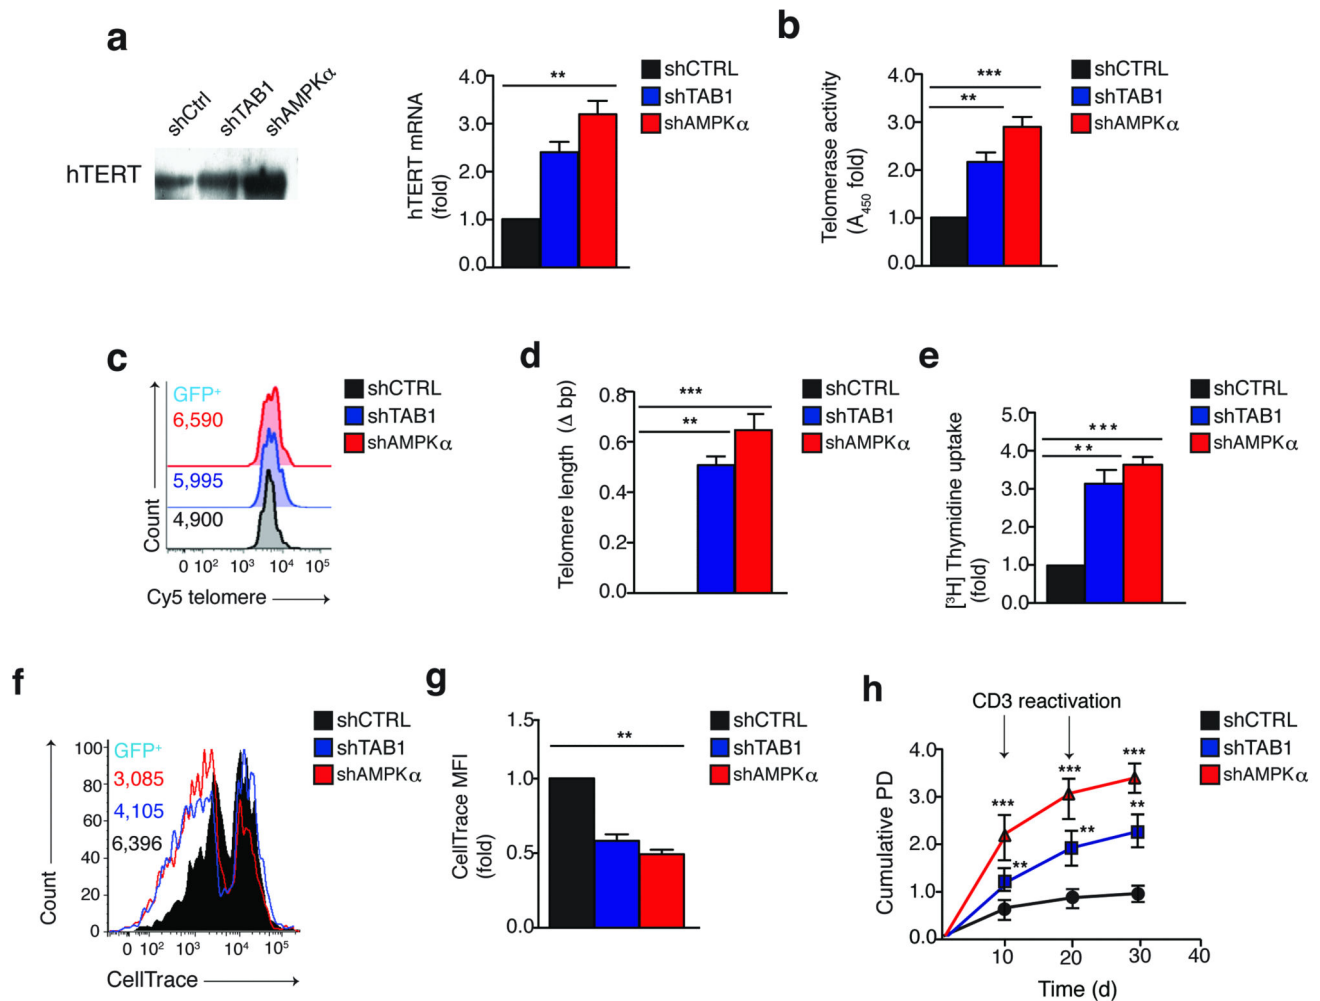 a
shCtrl
shTAB1
shAMPKα
hTERT
hTERT mRNA
(fold)
4.0
3.0
2.0
1.0
0.0
**
shCTRL
shTAB1
shAMPKα
b
Telomerase activity
(A450 fold)
4.0
3.0
2.0
1.0
0.0
***
**
shCTRL
shTAB1
shAMPKα
c
GFP+
6,590
5,995
4,900
Count
0 10² 10³ 10⁴ 10⁵
Cy5 telomere
shCTRL
shTAB1
shAMPKα
d
Telomere length (Δ bp)
0.8
0.6
0.4
0.2
0.0
***
**
shCTRL
shTAB1
shAMPKα
e
[³H] Thymidine uptake
(fold)
5.0
4.0
3.0
2.0
1.0
0.0
***
**
shCTRL
shTAB1
shAMPKα
f
GFP+
3,085
4,105
6,396
Count
100
80
60
40
20
0
0 10² 10³ 10⁴ 10⁵
CellTrace
shCTRL
shTAB1
shAMPKα
g
CellTrace MFI
(fold)
1.5
1.0
0.5
0.0
**
shCTRL
shTAB1
shAMPKα
h
CD3 reactivation
Cumulative PD
4.0
3.0
2.0
1.0
0.0
***
***
***
**
**
**
10 20 30 40
Time (d)
shCTRL
shTAB1
shAMPKα